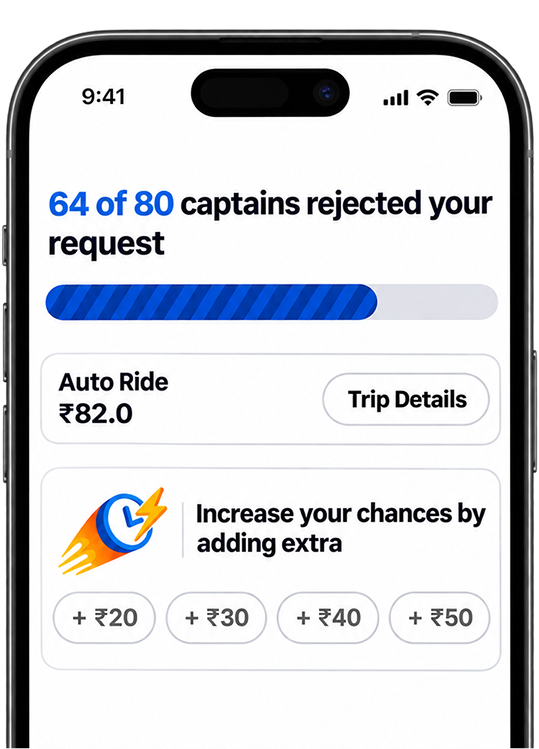 9:41
64 of 80 captains rejected your
request
Auto Ride
₹82.0
Trip Details
Increase your chances by
adding extra
+ ₹20
+ ₹30
+ ₹40
+ ₹50